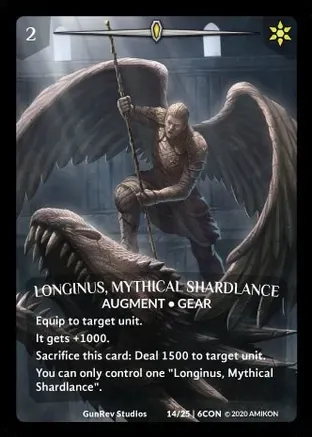 2
LONGINUS, MYTHICAL SHARDLANCE
AUGMENT ● GEAR
Equip to target unit.
It gets +1000.
Sacrifice this card: Deal 1500 to target unit.
You can only control one "Longinus, Mythical
Shardlance".
GunRev Studios 14/25 | 6CON © 2020 AMIKON